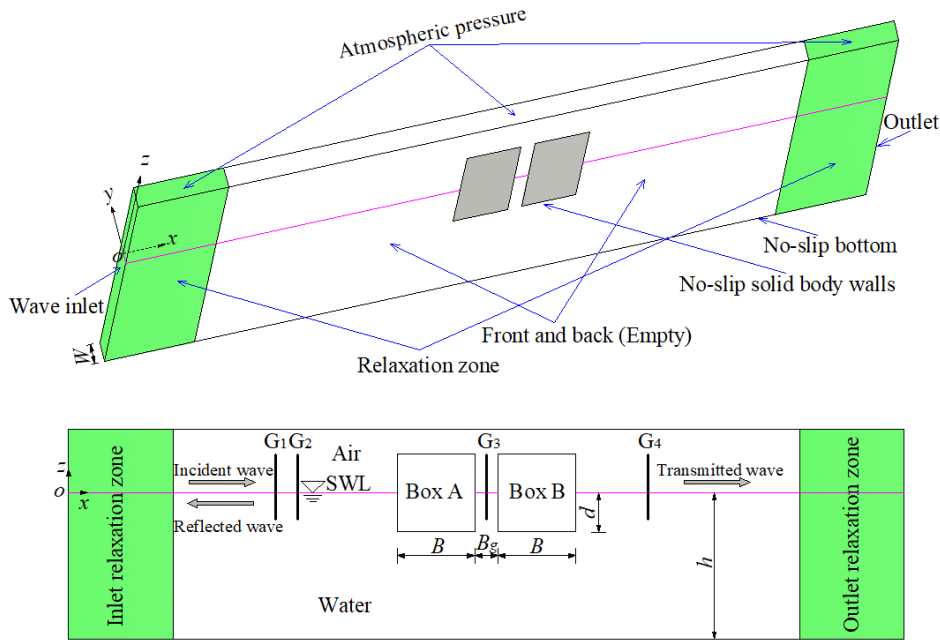 Atmospheric pressure
Outlet
z
y
x
o
No-slip bottom
No-slip solid body walls
Wave inlet
Front and back (Empty)
Relaxation zone
W
G1 G2 G3 G4
Air
SWL
Incident wave
Reflected wave
Transmitted wave
z
o
x
Box A
Box B
d
B
Bg
B
h
Water
Inlet relaxation zone
Outlet relaxation zone